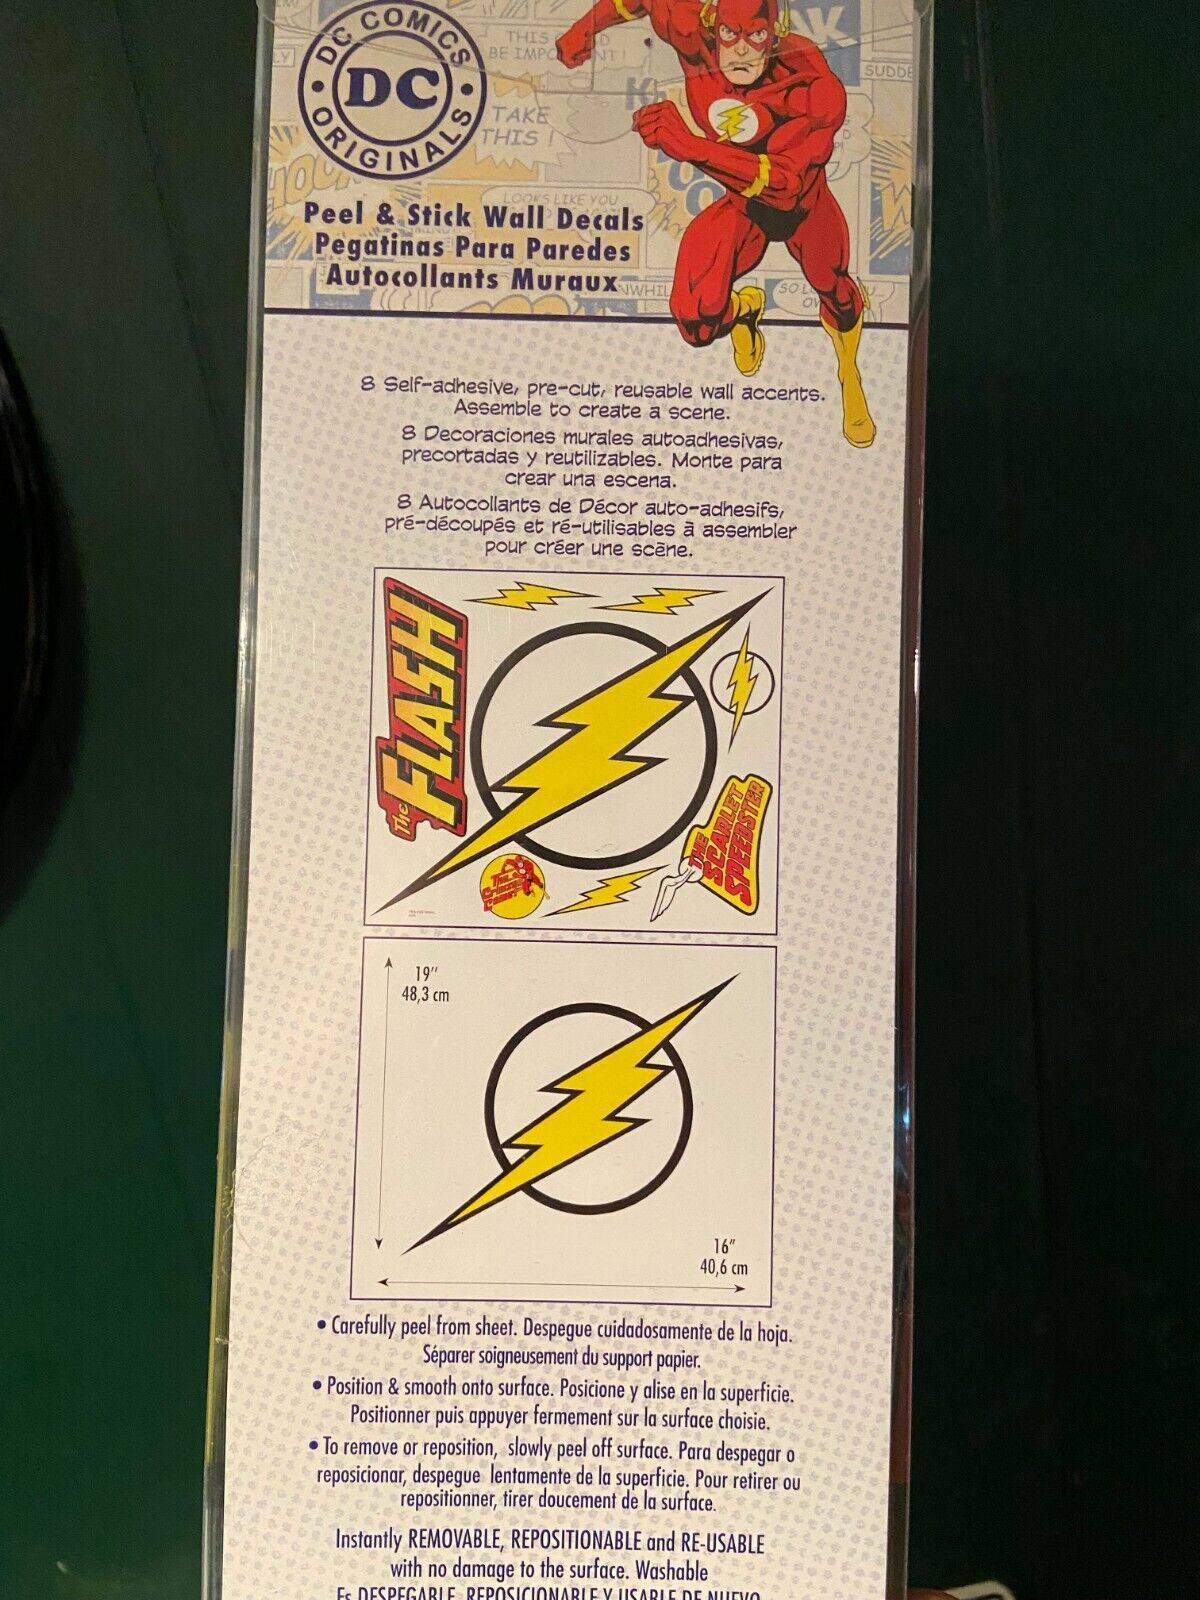 DC COMICS
DC
ORIGINALS
THIS
BE
TAKE
THIS !
LOOKS LIKE YOU
SUDDE
Peel & Stick Wall Decals
Pegatinas Para Paredes
Autocollants Muraux
8 Self-adhesive, pre-cut, reusable wall accents.
Assemble to create a scene.
8 Decoraciones murales autoadhesivas,
precortadas y reutilizables. Monte para
crear una escena.
8 Autocollants de Décor auto-adhesifs,
pré-découpés et ré-utilisables à assembler
pour créer une scène.
The FLASH
THE
SCARLET
SPEEDSTER
19"
48,3 cm
16"
40,6 cm
• Carefully peel from sheet. Despegue cuidadosamente de la hoja.
Séparer soigneusement du support papier.
• Position & smooth onto surface. Posicione y alise en la superficie.
Positionner puis appuyer fermement sur la surface choisie.
• To remove or reposition, slowly peel off surface. Para despegar o
reposicionar, despegue lentamente de la superficie. Pour retirer ou
repositionner, tirer doucement de la surface.
Instantly REMOVABLE, REPOSITIONABLE and RE-USABLE
with no damage to the surface. Washable
Es DESPEGABLE, REPOSICIONABLE Y USABLE DE NUEVO